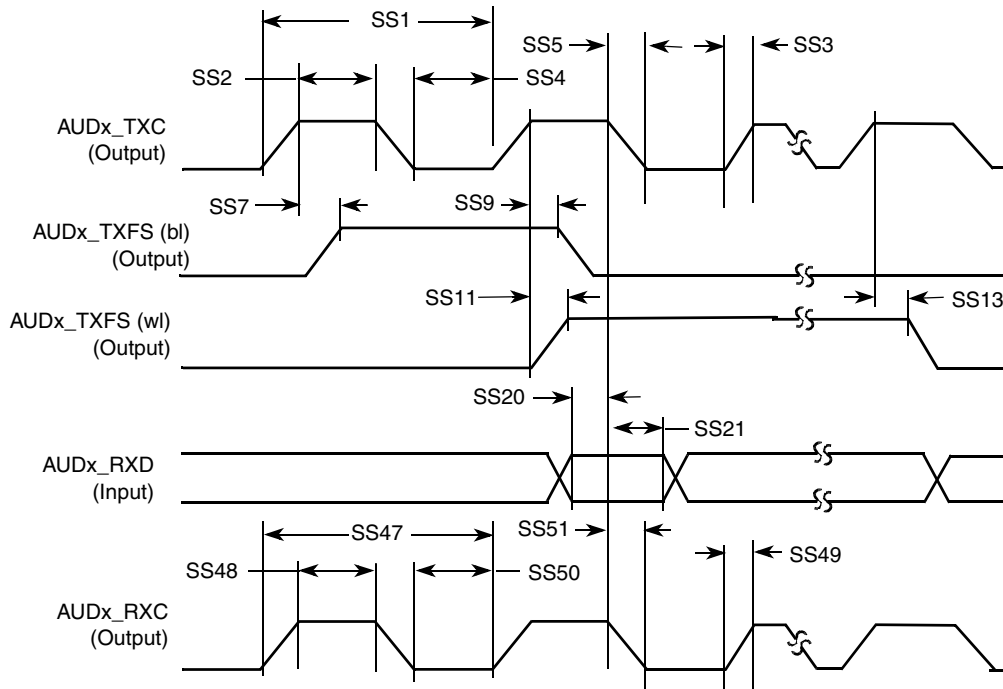 SS1
SS5
SS3
SS2
SS4
AUDx_TXC
(Output)
SS7
SS9
AUDx_TXFS (bl)
(Output)
SS11
SS13
AUDx_TXFS (wl)
(Output)
SS20
SS21
AUDx_RXD
(Input)
SS47
SS51
SS49
SS48
SS50
AUDx_RXC
(Output)